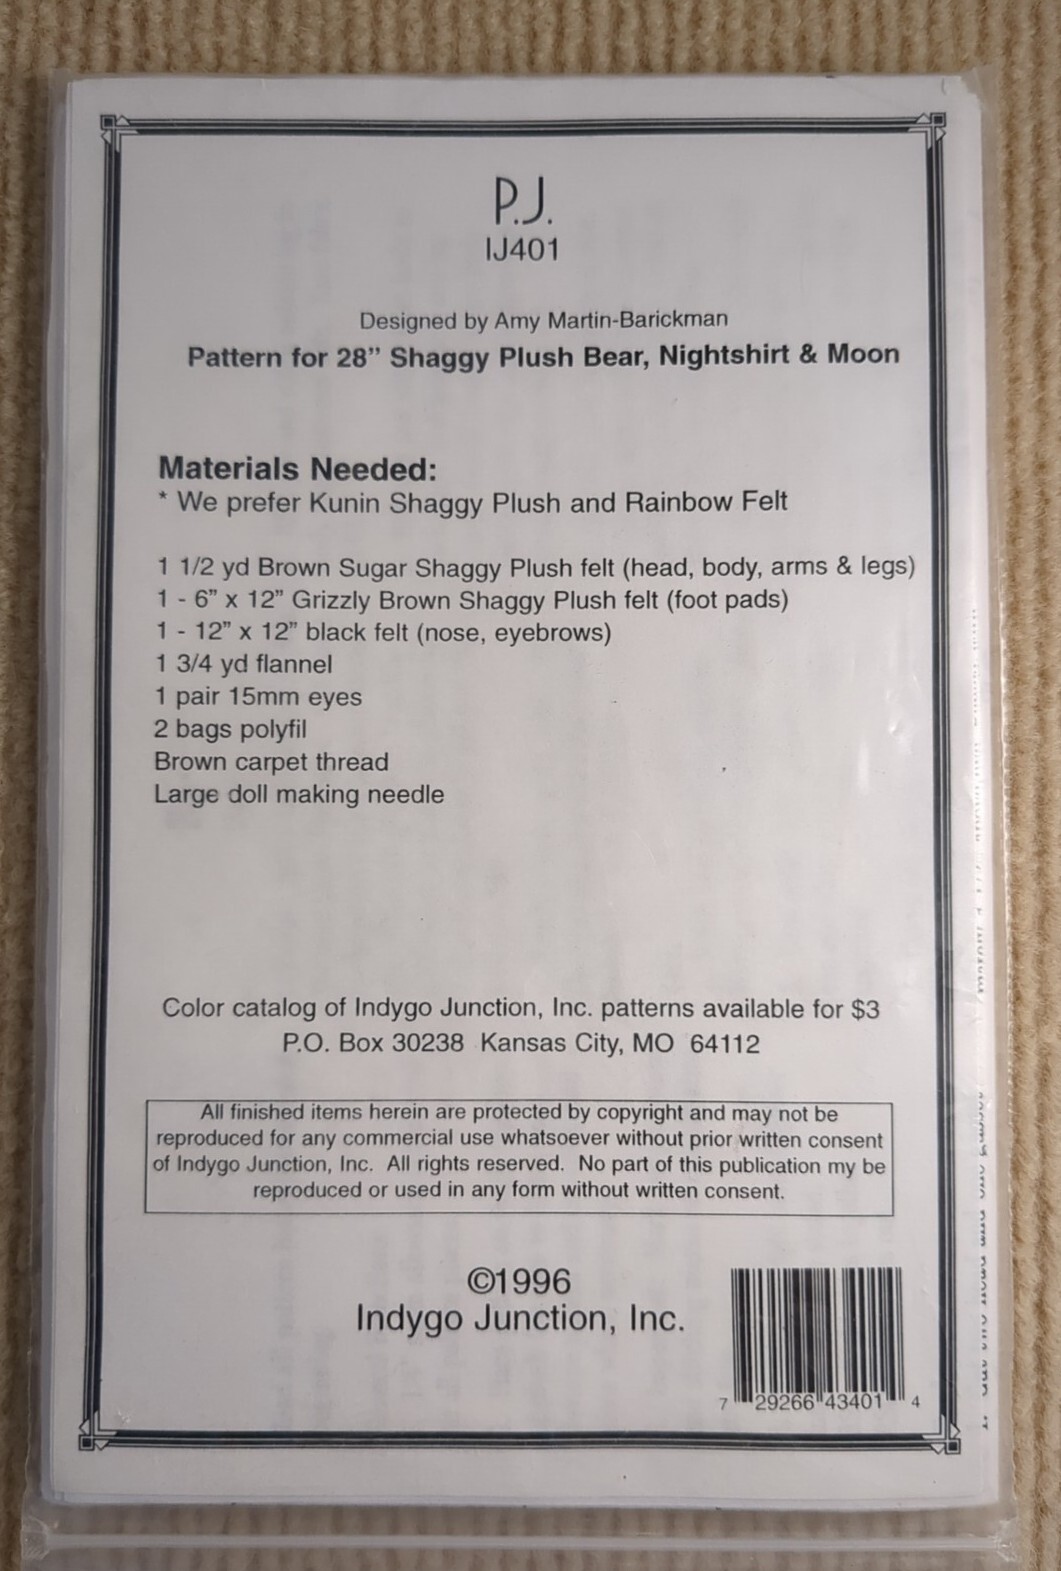 P.J.
IJ401
Designed by Amy Martin-Barickman
Pattern for 28” Shaggy Plush Bear, Nightshirt & Moon
Materials Needed:
* We prefer Kunin Shaggy Plush and Rainbow Felt
1 1/2 yd Brown Sugar Shaggy Plush felt (head, body, arms & legs)
1 - 6” x 12” Grizzly Brown Shaggy Plush felt (foot pads)
1 - 12” x 12” black felt (nose, eyebrows)
1 3/4 yd flannel
1 pair 15mm eyes
2 bags polyfil
Brown carpet thread
Large doll making needle
Color catalog of Indygo Junction, Inc. patterns available for $3
P.O. Box 30238 Kansas City, MO 64112
All finished items herein are protected by copyright and may not be
reproduced for any commercial use whatsoever without prior written consent
of Indygo Junction, Inc. All rights reserved. No part of this publication my be
reproduced or used in any form without written consent.
©1996
Indygo Junction, Inc.
7 29266 43401 4